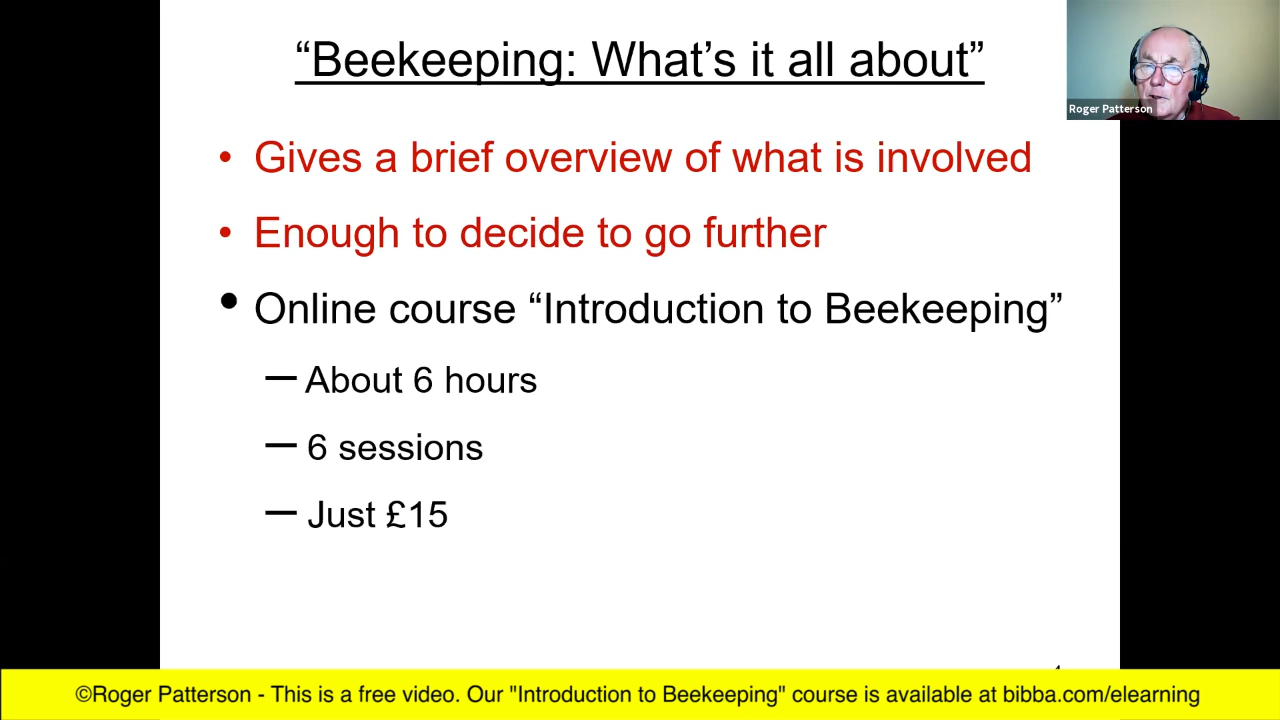 “Beekeeping: What’s it all about”
Roger Patterson
• Gives a brief overview of what is involved
• Enough to decide to go further
• Online course “Introduction to Beekeeping”
– About 6 hours
– 6 sessions
– Just £15
©Roger Patterson - This is a free video. Our "Introduction to Beekeeping" course is available at bibba.com/elearning